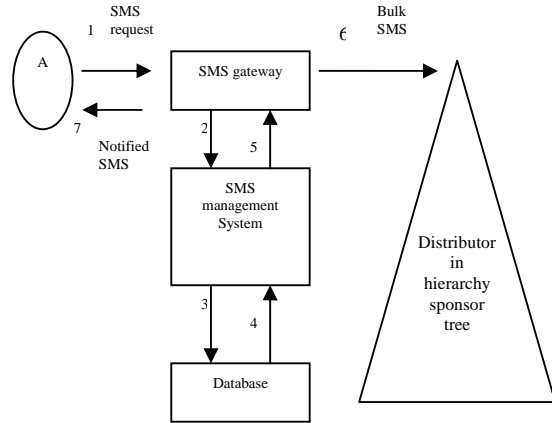 SMS
request
1
A
SMS gateway
6
Bulk
SMS
7
Notified
SMS
2
5
SMS
management
System
3
4
Database
Distributor
in
hierarchy
sponsor
tree